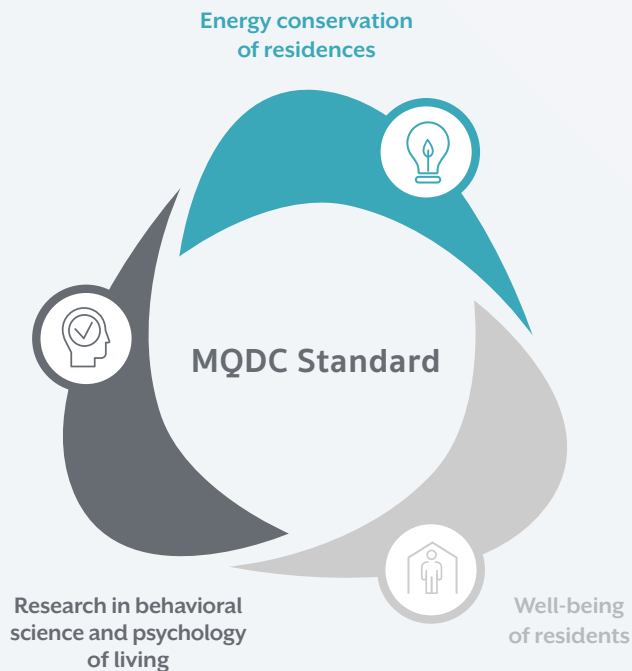 Energy conservation
of residences
MQDC Standard
Research in behavioral
science and psychology
of living
Well-being
of residents